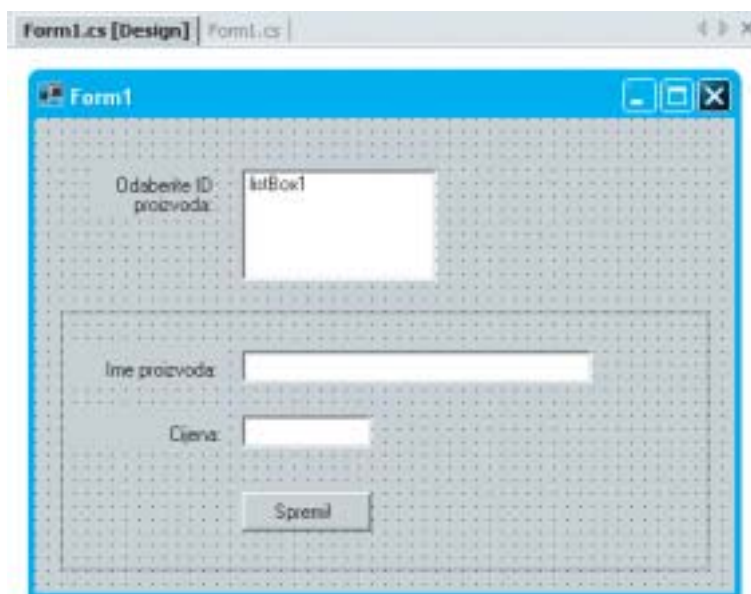 Form1.cs [Design] Form1.cs
Form1
Odaberite ID
proizvoda:
listBox1
Ime proizvoda:
Cijena:
Spremi!